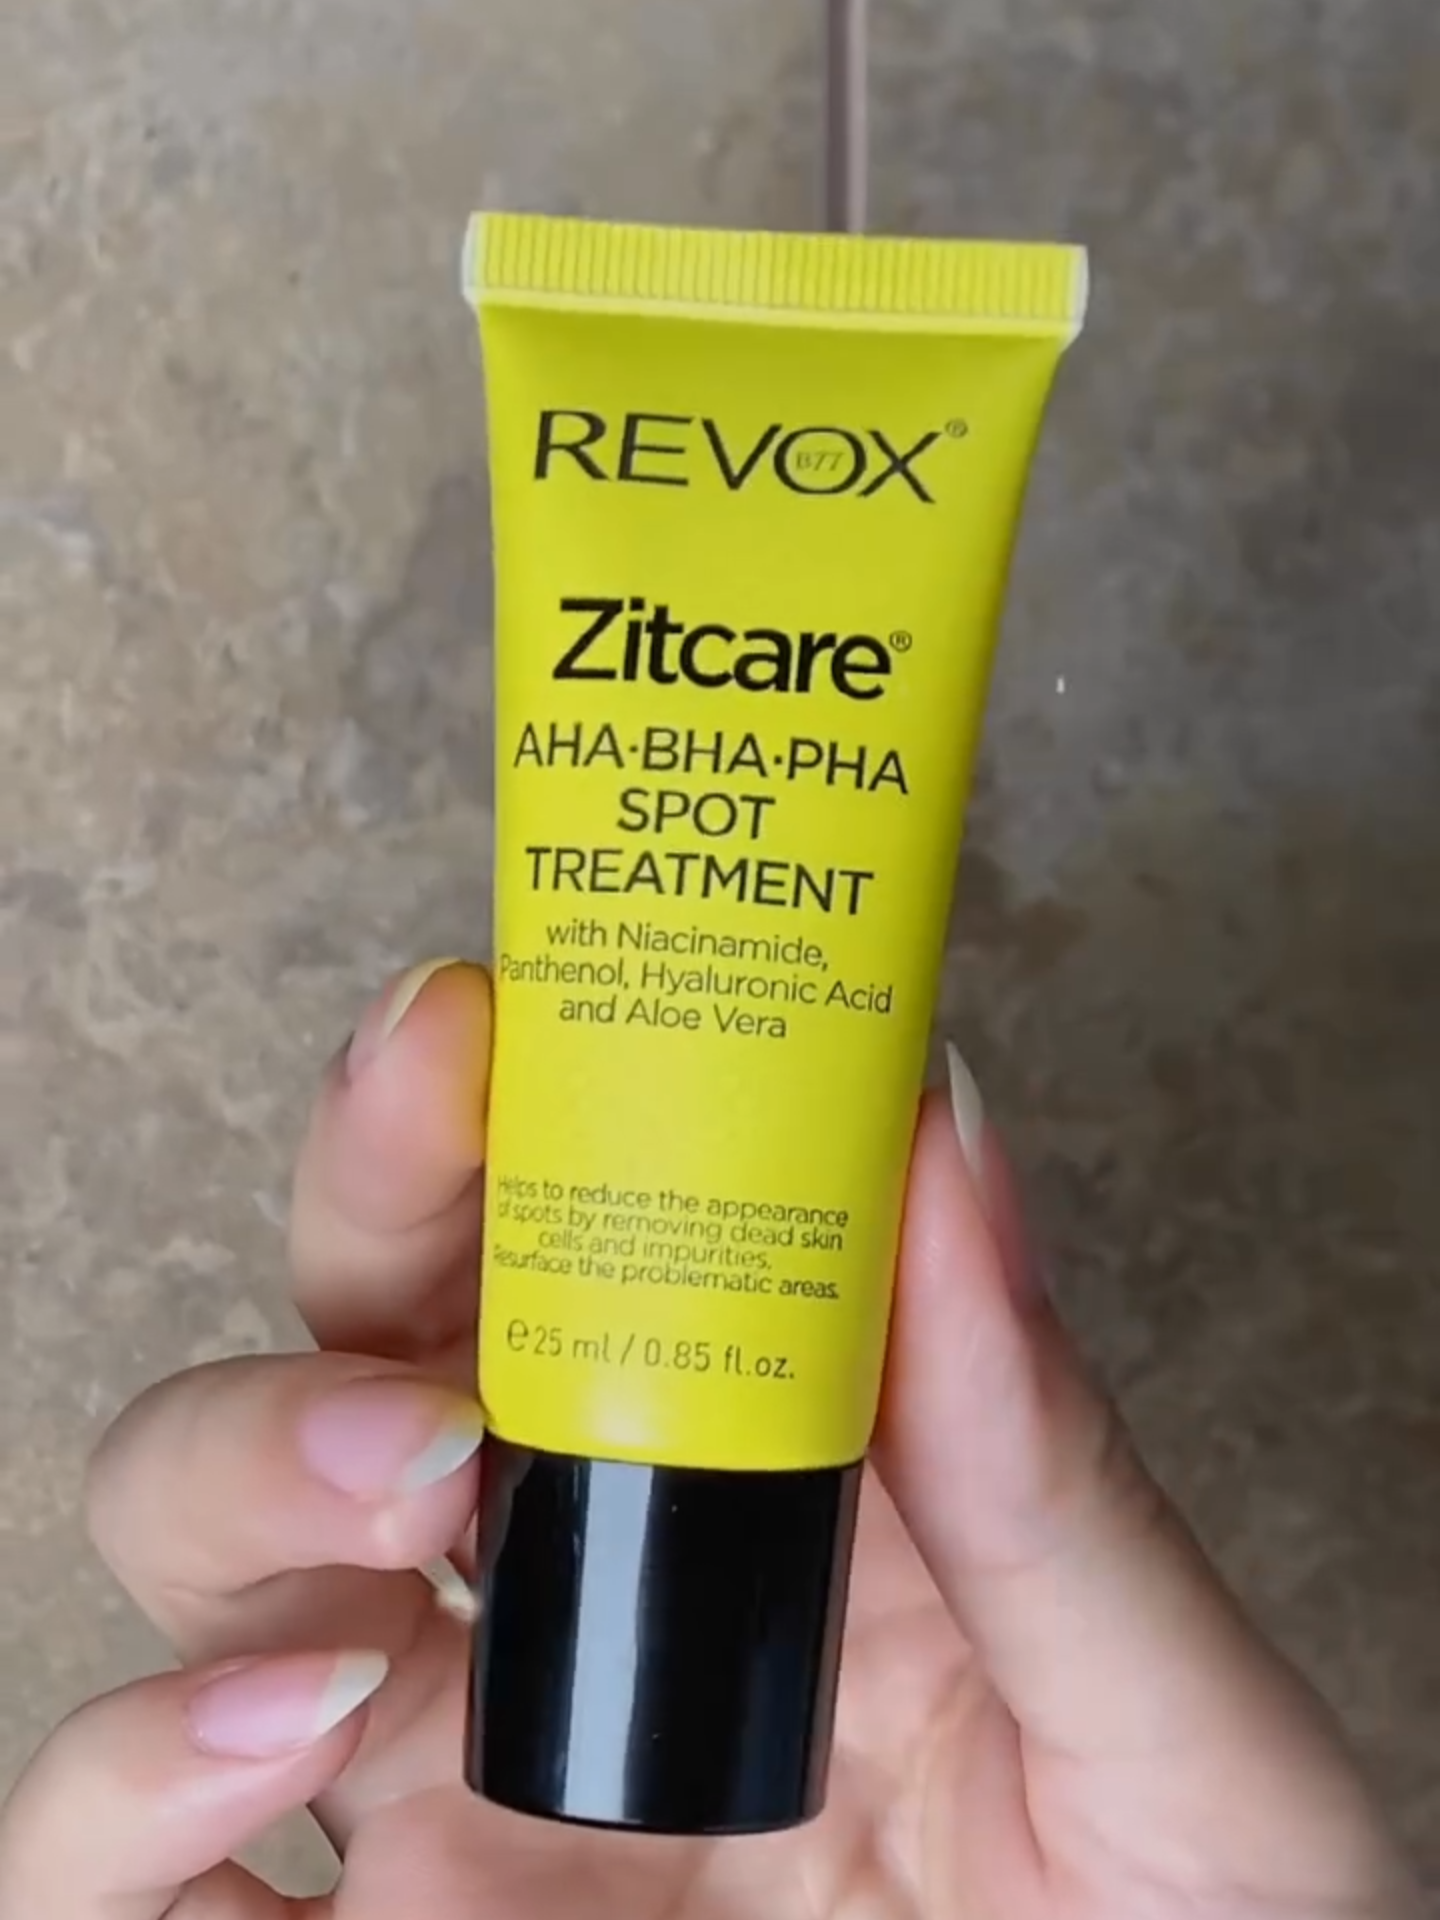 REVOX®
B77
Zitcare®
AHA·BHA·PHA
SPOT
TREATMENT
with Niacinamide,
Panthenol, Hyaluronic Acid
and Aloe Vera
Helps to reduce the appearance
of spots by removing dead skin
cells and impurities.
Resurface the problematic areas.
℮25 ml / 0.85 fl.oz.